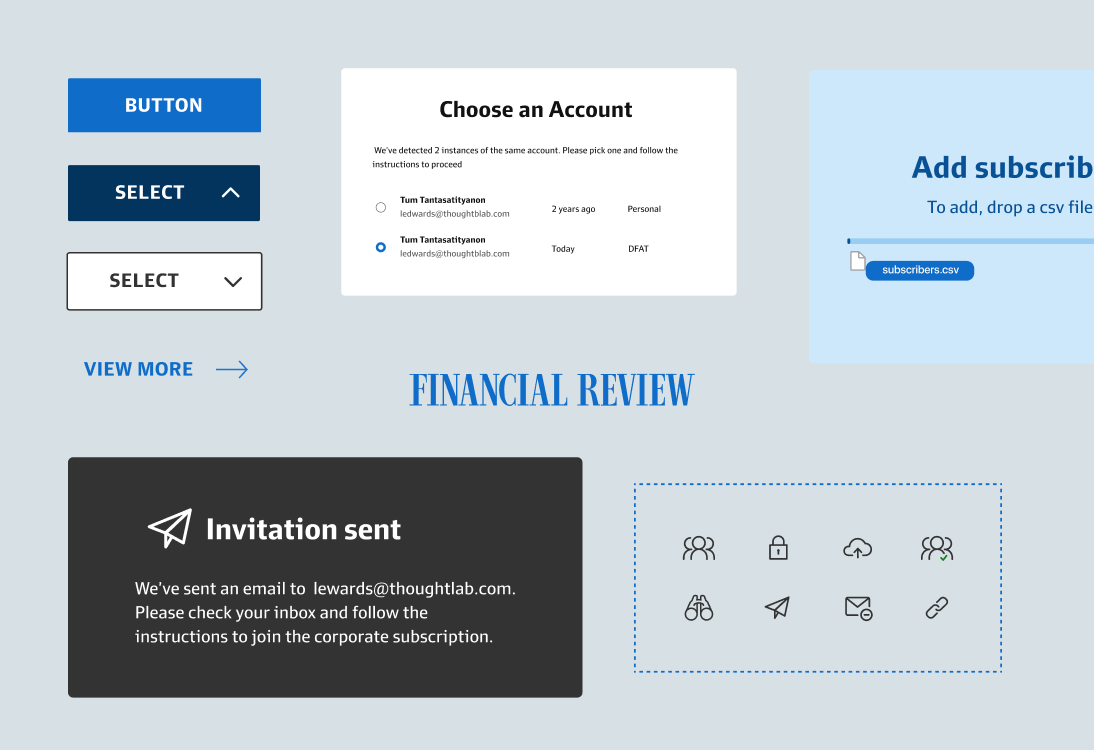 BUTTON
SELECT
SELECT
VIEW MORE
Choose an Account
We've detected 2 instances of the same account. Please pick one and follow the
instructions to proceed
Tum Tantasatityanon
ledwards@thoughtblab.com
2 years ago
Personal
Tum Tantasatityanon
ledwards@thoughtblab.com
Today
DFAT
Add subscrib
To add, drop a csv file
subscribers.csv
FINANCIAL REVIEW
Invitation sent
We've sent an email to lewards@thoughtlab.com.
Please check your inbox and follow the
instructions to join the corporate subscription.